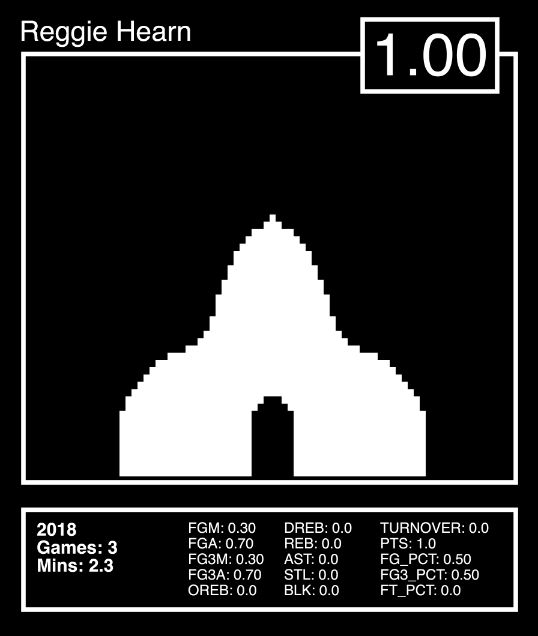 Reggie Hearn
1.00
2018
Games: 3
Mins: 2.3
FGM: 0.30
FGA: 0.70
FG3M: 0.30
FG3A: 0.70
OREB: 0.0
DREB: 0.0
REB: 0.0
AST: 0.0
STL: 0.0
BLK: 0.0
TURNOVER: 0.0
PTS: 1.0
FG_PCT: 0.50
FG3_PCT: 0.50
FT_PCT: 0.0